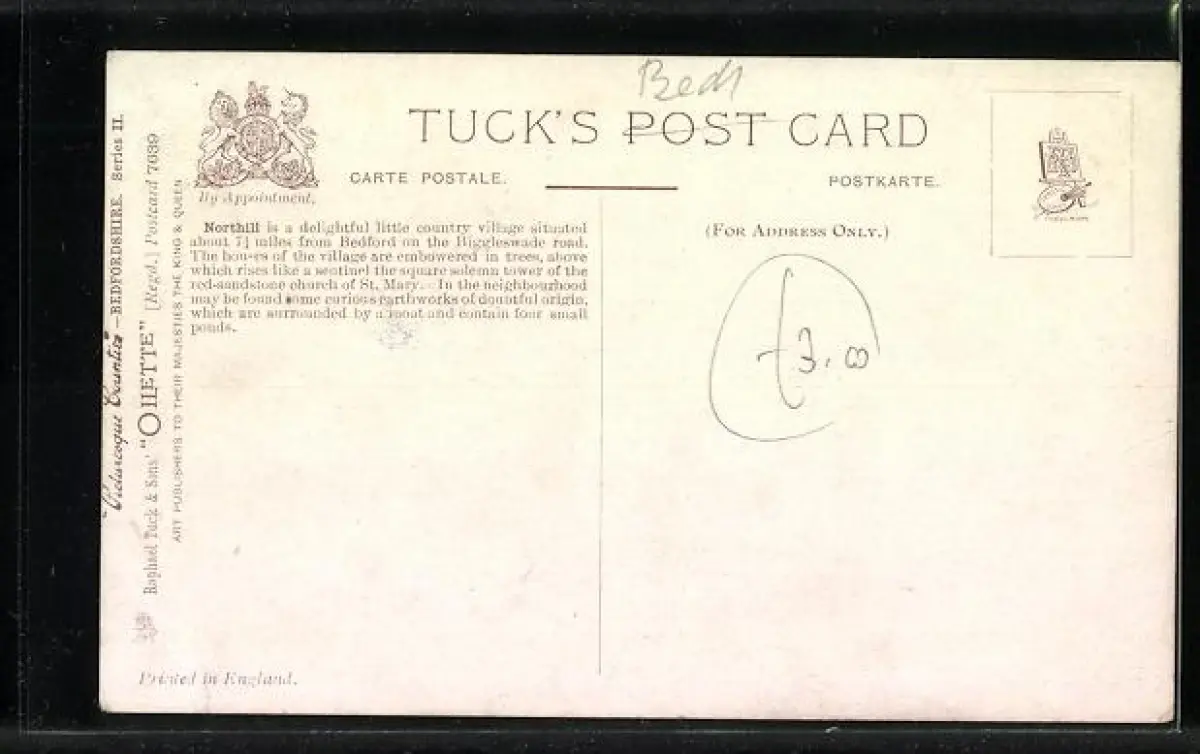 Beds
TUCK'S POST CARD
CARTE POSTALE.
POSTKARTE.
By Appointment.
(FOR ADDRESS ONLY.)
Northill is a delightful little country village situated
about 7½ miles from Bedford on the Biggleswade road.
The houses of the village are embowered in trees, above
which rises like a sentinel the square solemn tower of the
red-sandstone church of St. Mary. In the neighbourhood
may be found some curious earthworks of doubtful origin,
which are surrounded by a moat and contain four small
ponds.
£3.00
"Picturesque Counties"—BEDFORDSHIRE. Series II.
Raphael Tuck & Sons' "OILETTE" [Regd.] Postcard 7039
ART PUBLISHERS TO THEIR MAJESTIES THE KING & QUEEN
Printed in England.